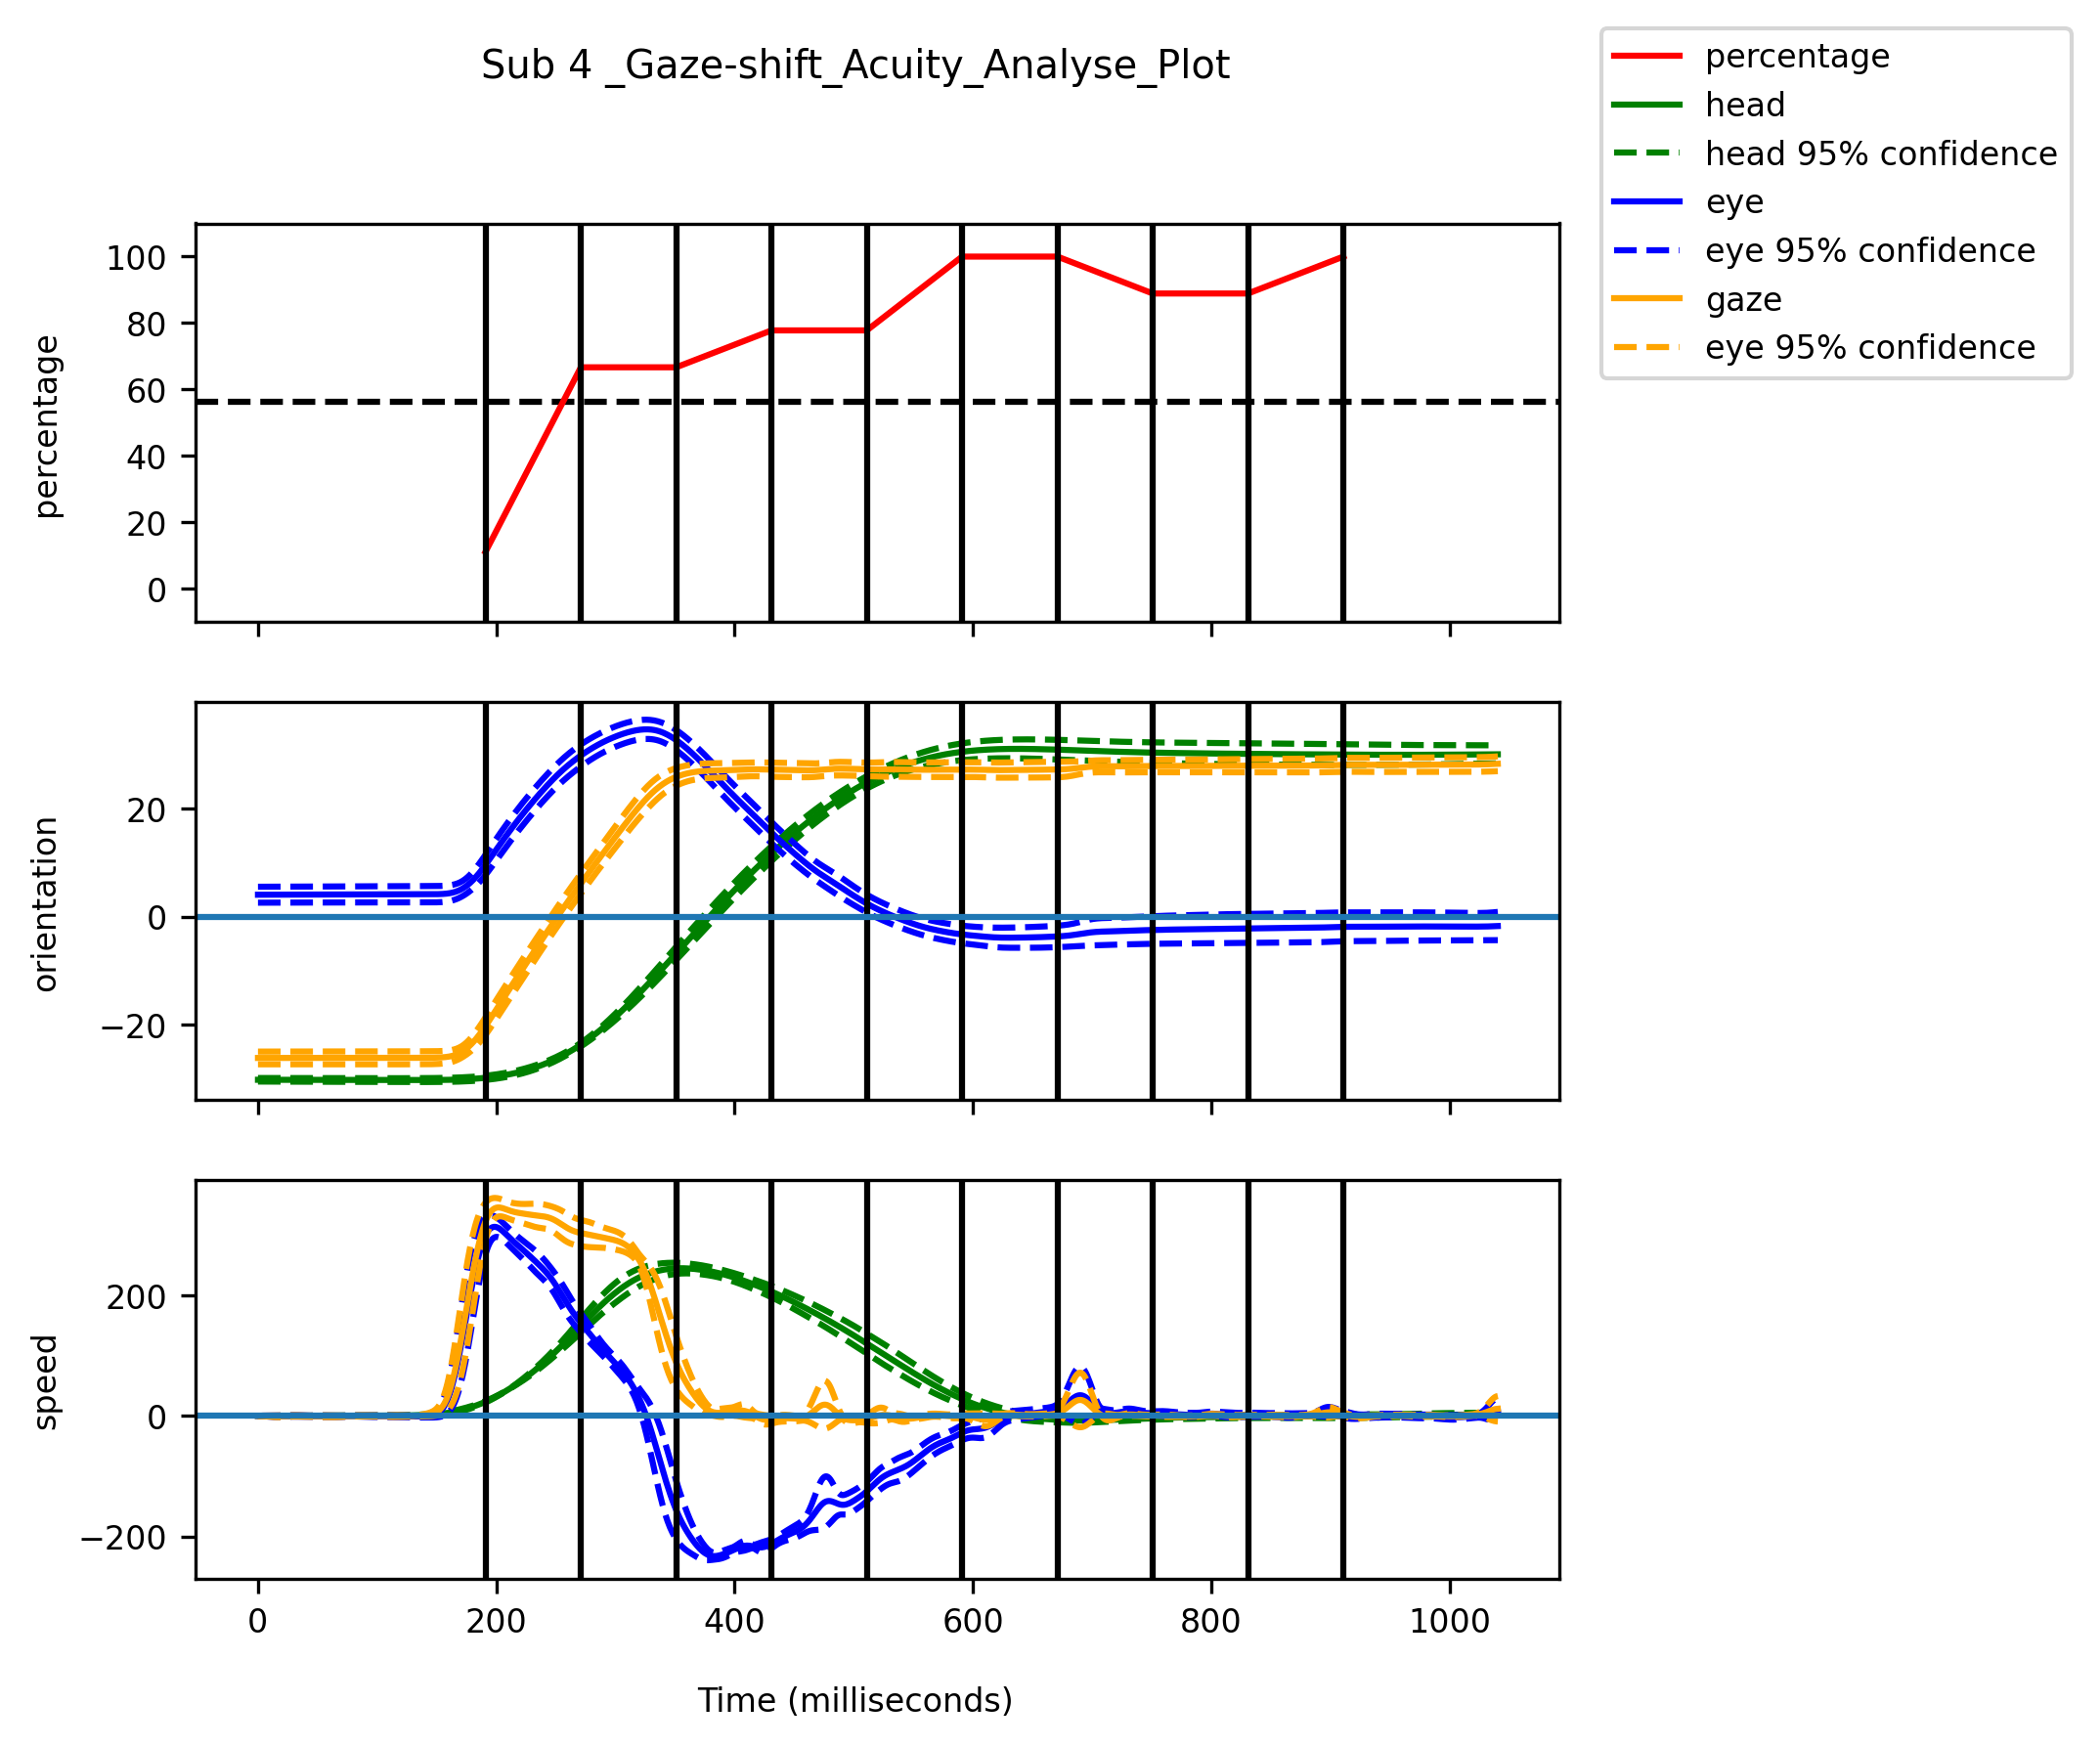 Sub 4 _Gaze-shift_Acuity_Analyse_Plot
percentage
head
head 95% confidence
eye
eye 95% confidence
gaze
eye 95% confidence
percentage
100
80
60
40
20
0
orientation
20
0
−20
speed
200
0
−200
0 200 400 600 800 1000
Time (milliseconds)